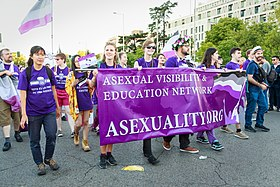 ASEXUAL VISIBILITY &
EDUCATION NETWORK
ASEXUALITY.ORG